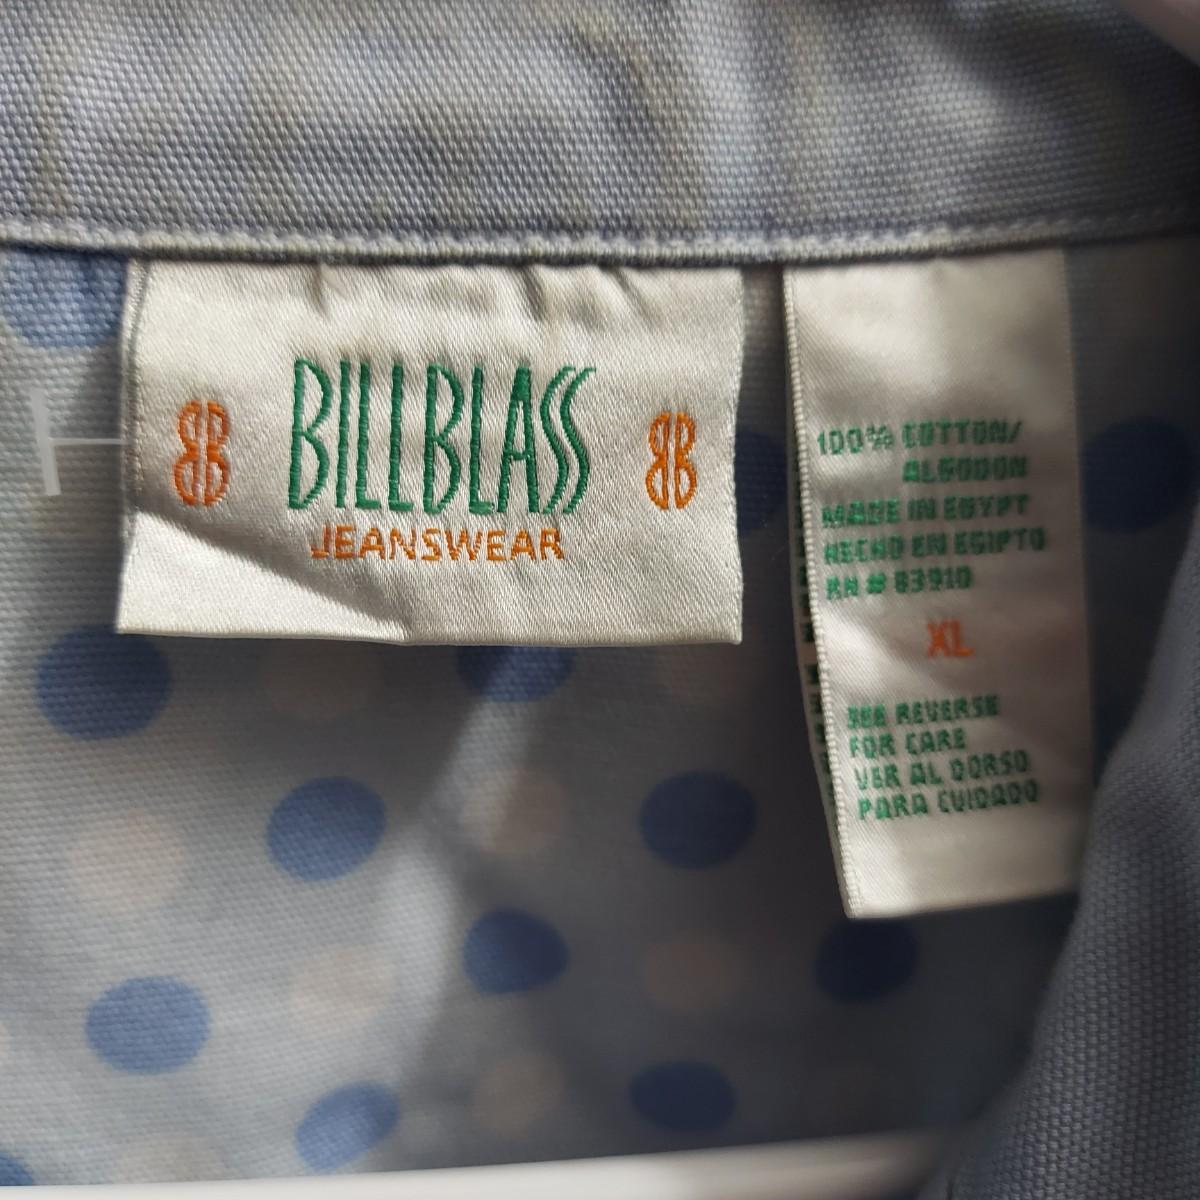 BB BILLBLASS BB
JEANSWEAR
100% COTTON/
ALGODON
MADE IN EGYPT
HECHO EN EGIPTO
RN # 83910
XL
SEE REVERSE
FOR CARE
VER AL DORSO
PARA CUIDADO